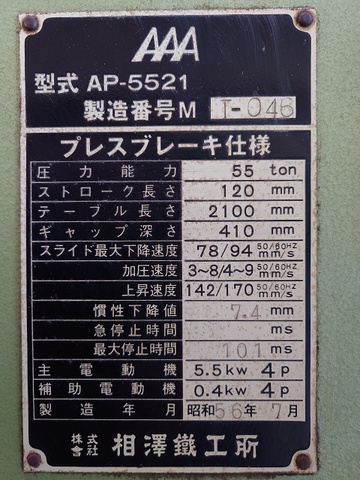 AAA
型式 AP-5521
製造番号M T-046
プレスブレーキ仕様
圧力能力 55 ton
ストローク長さ 120 mm
テーブル長さ 2100 mm
ギャップ深さ 410 mm
スライド最大下降速度 78/94 50/60HZ mm/s
加圧速度 3~8/4~9 50/60HZ mm/s
上昇速度 142/170 50/60HZ mm/s
慣性下降値 7.4 mm
急停止時間 ms
最大停止時間 101 ms
主電動機 5.5kw 4p
補助電動機 0.4kw 4p
製造年月 昭和56年7月
株式会社 相澤鐵工所